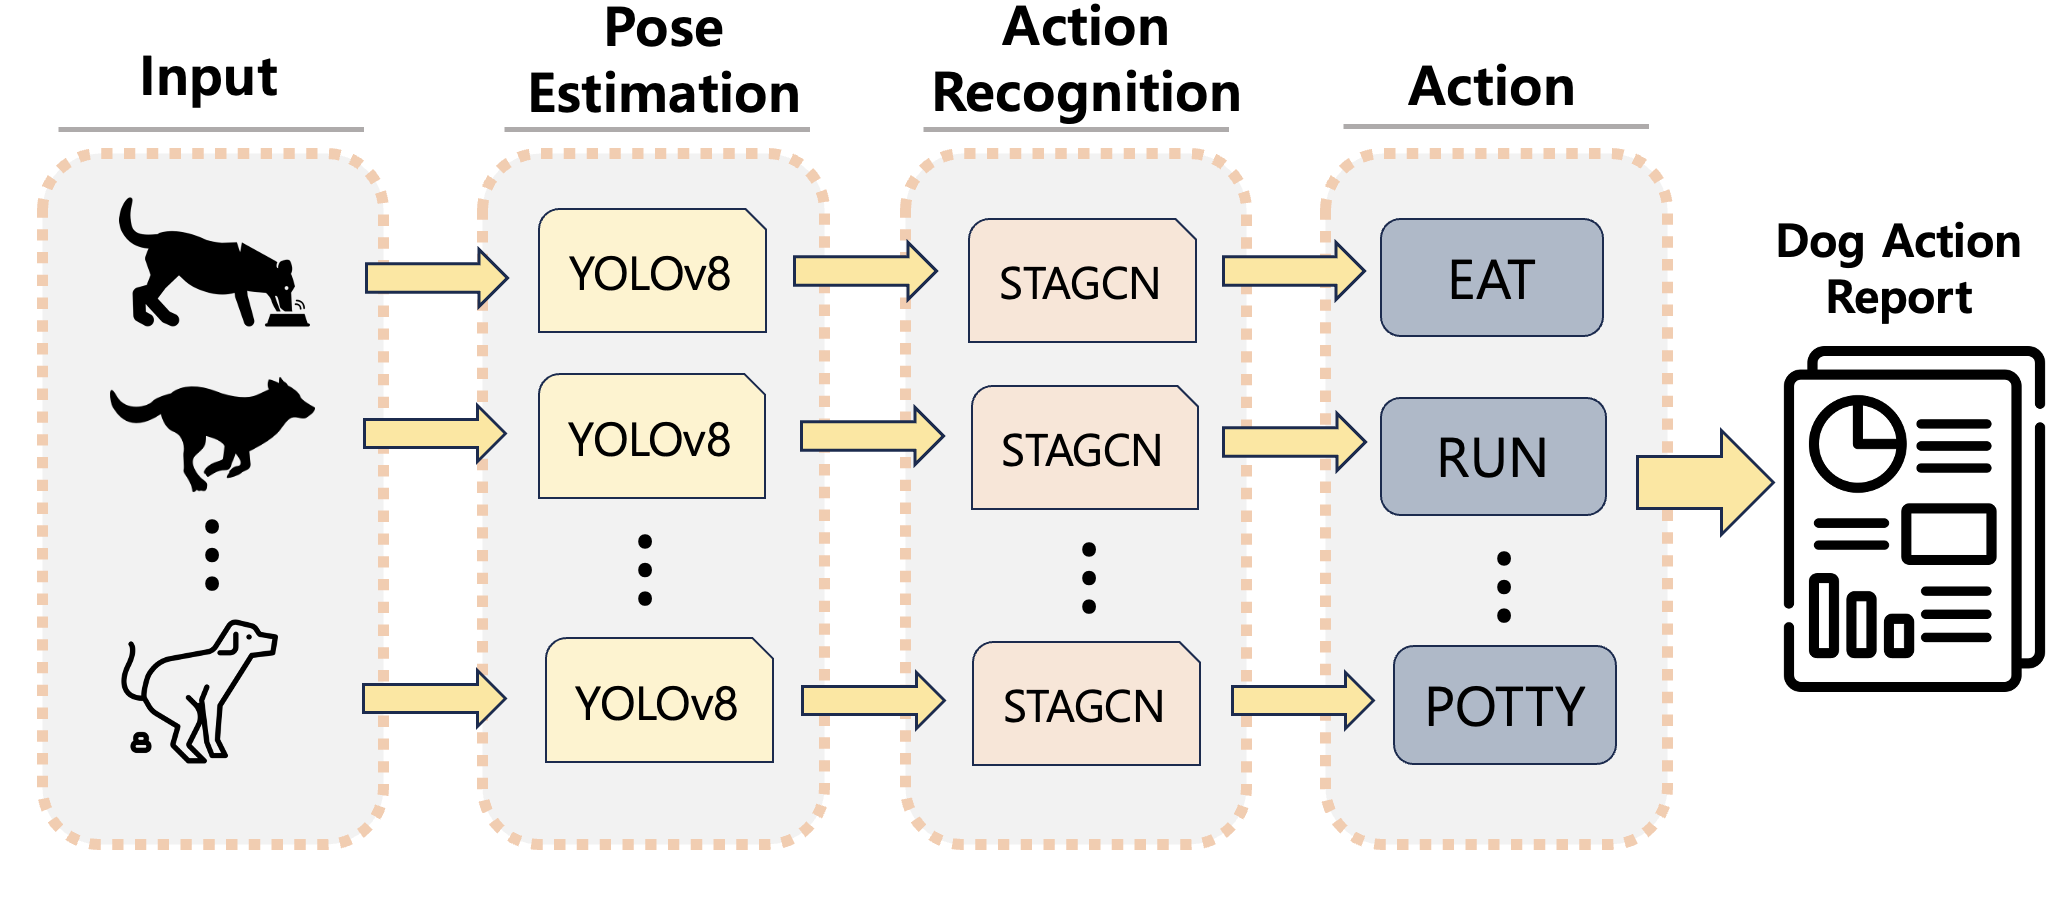 Input
Pose
Estimation
Action
Recognition
Action
YOLOv8
STAGCN
EAT
YOLOv8
STAGCN
RUN
YOLOv8
STAGCN
POTTY
Dog Action
Report